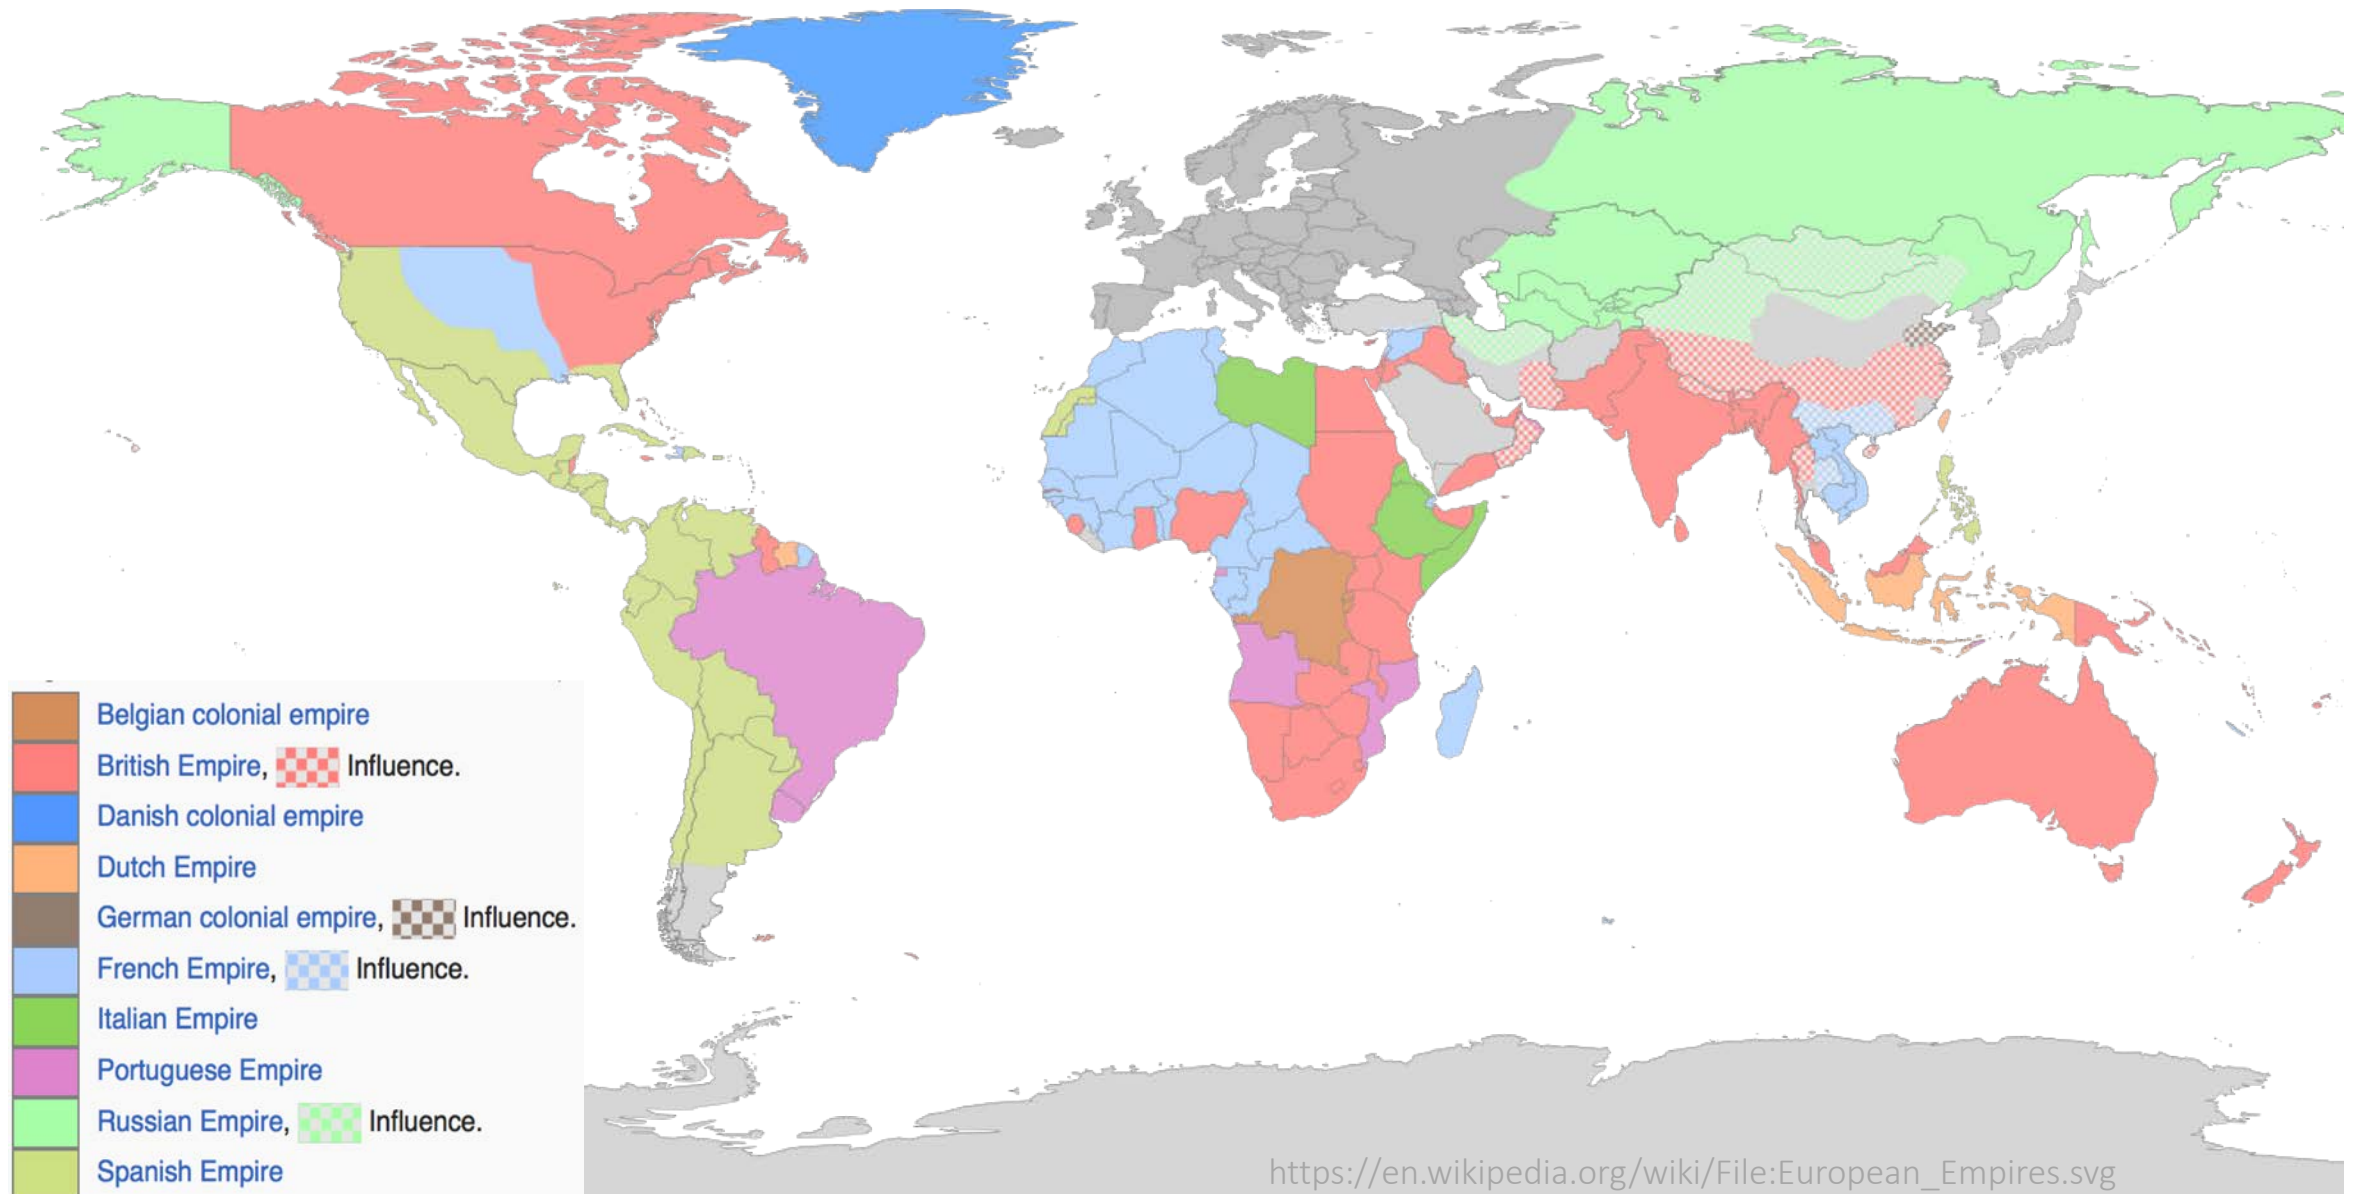 Belgian colonial empire
British Empire, Influence.
Danish colonial empire
Dutch Empire
German colonial empire, Influence.
French Empire, Influence.
Italian Empire
Portuguese Empire
Russian Empire, Influence.
Spanish Empire
https://en.wikipedia.org/wiki/File:European_Empires.svg